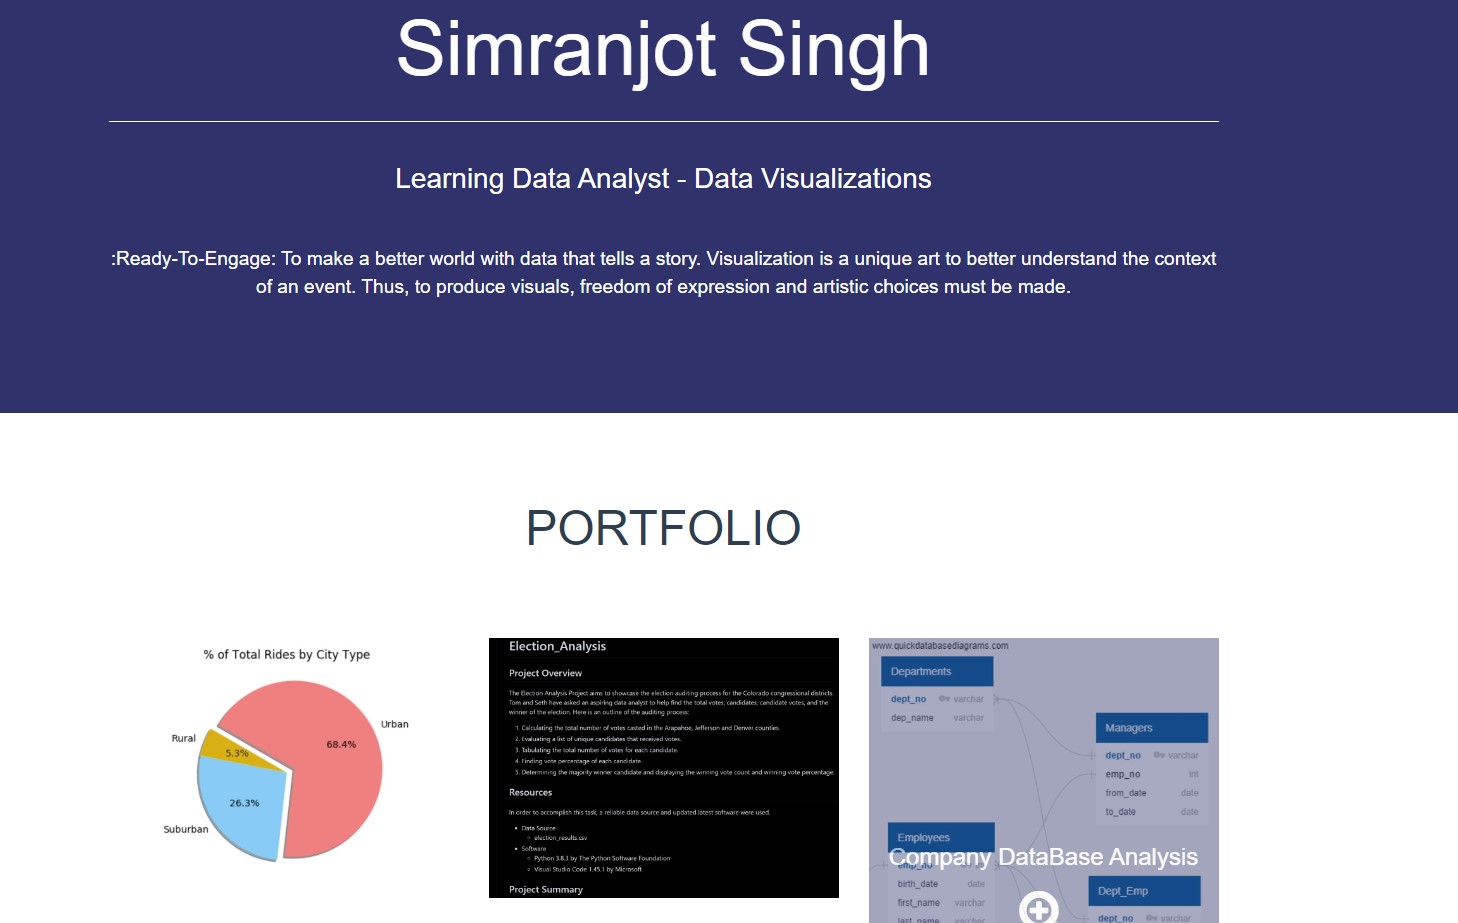 Simranjot Singh
Learning Data Analyst - Data Visualizations
:Ready-To-Engage: To make a better world with data that tells a story. Visualization is a unique art to better understand the context
of an event. Thus, to produce visuals, freedom of expression and artistic choices must be made.
PORTFOLIO
% of Total Rides by City Type
Urban
68.4%
Rural
5.3%
26.3%
Suburban
Election_Analysis
Project Overview
The Election Analysis Project aims to showcase the election auditing process for the Colorado congressional districts.
Tom and Seth have asked an aspiring data analyst to help find the total votes, candidates, candidate votes, and the
winner of the election. Here is an outline of the auditing process:
1. Calculating the total number of votes casted in the Arapahoe, Jefferson and Denver counties.
2. Evaluating a list of unique candidates that received votes.
3. Tabulating the total number of votes for each candidate.
4. Finding vote percentage of each candidate
5. Determining the majority winner candidate and displaying the winning vote count and winning vote percentage.
Resources
In order to accomplish this task, a reliable data source and updated latest software were used.
Data Source
election_results.csv
Software
Python 3.8.3 by The Python Software Foundation
Visual Studio Code 1.45.1 by Microsoft
Project Summary
www.quickdatabasediagrams.com
Departments
dept_no varchar
dep_name varchar
Managers
dept_no varchar
emp_no int
from_date date
to_date date
Employees
Company DataBase Analysis
emp_no
birth_date date
first_name varchar
last_name varchar
Dept_Emp
dept_no varchar